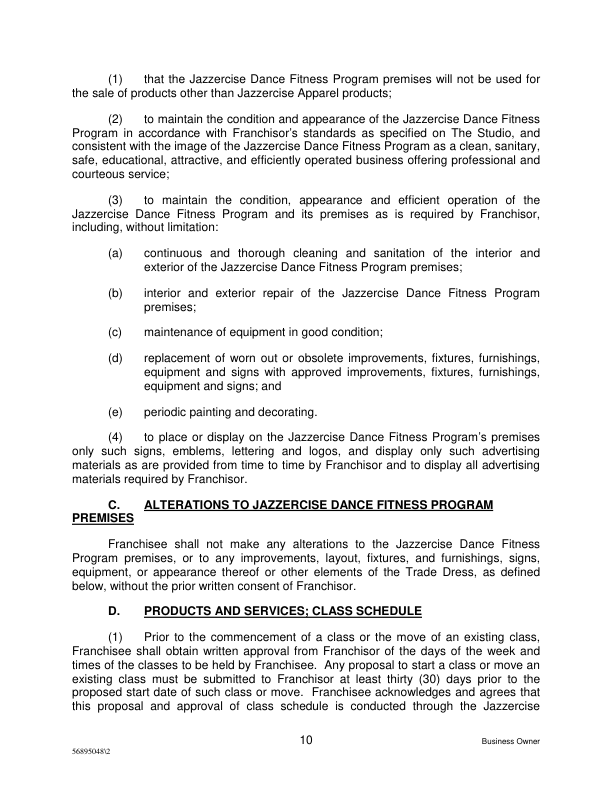 (1) that the Jazzercise Dance Fitness Program premises will not be used for
the sale of products other than Jazzercise Apparel products;
(2) to maintain the condition and appearance of the Jazzercise Dance Fitness
Program in accordance with Franchisor's standards as specified on The Studio, and
consistent with the image of the Jazzercise Dance Fitness Program as a clean, sanitary,
safe, educational, attractive, and efficiently operated business offering professional and
courteous service;
(3) to maintain the condition, appearance and efficient operation of the
Jazzercise Dance Fitness Program and its premises as is required by Franchisor,
including, without limitation:
(a) continuous and thorough cleaning and sanitation of the interior and
exterior of the Jazzercise Dance Fitness Program premises;
(b) interior and exterior repair of the Jazzercise Dance Fitness Program
premises;
(c) maintenance of equipment in good condition;
(d) replacement of worn out or obsolete improvements, fixtures, furnishings,
equipment and signs with approved improvements, fixtures, furnishings,
equipment and signs; and
(e) periodic painting and decorating.
(4) to place or display on the Jazzercise Dance Fitness Program's premises
only such signs, emblems, lettering and logos, and display only such advertising
materials as are provided from time to time by Franchisor and to display all advertising
materials required by Franchisor.
C. ALTERATIONS TO JAZZERCISE DANCE FITNESS PROGRAM
PREMISES
Franchisee shall not make any alterations to the Jazzercise Dance Fitness
Program premises, or to any improvements, layout, fixtures, and furnishings, signs,
equipment, or appearance thereof or other elements of the Trade Dress, as defined
below, without the prior written consent of Franchisor.
D. PRODUCTS AND SERVICES; CLASS SCHEDULE
(1) Prior to the commencement of a class or the move of an existing class,
Franchisee shall obtain written approval from Franchisor of the days of the week and
times of the classes to be held by Franchisee. Any proposal to start a class or move an
existing class must be submitted to Franchisor at least thirty (30) days prior to the
proposed start date of such class or move. Franchisee acknowledges and agrees that
this proposal and approval of class schedule is conducted through the Jazzercise
10
Business Owner
56895048\2